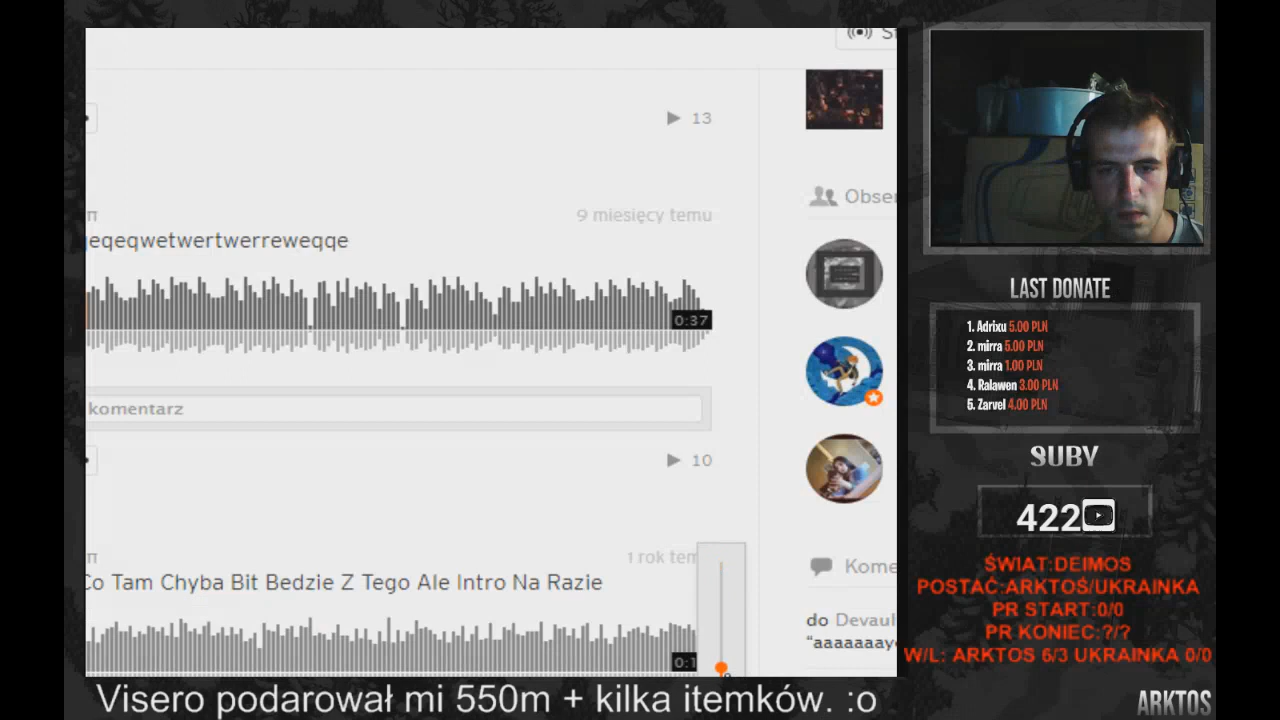 13
9 miesięcy temu
qeqeqwetwertwerreweqqe
0:37
komentarz
10
1 rok tem
Co Tam Chyba Bit Bedzie Z Tego Ale Intro Na Razie
0:1
Obser
Kome
do Devaul
“aaaaaaay
LAST DONATE
1. Adrixu 5.00 PLN
2. mirra 5.00 PLN
3. mirra 1.00 PLN
4. Ralawen 3.00 PLN
5. Zarvel 4.00 PLN
SUBY
422
ŚWIAT:DEIMOS
POSTAĆ:ARKTOŚ/UKRAINKA
PR START:0/0
PR KONIEC:?/?
W/L: ARKTOS 6/3 UKRAINKA 0/0
Visero podarował mi 550m + kilka itemków. :o
ARKTOS